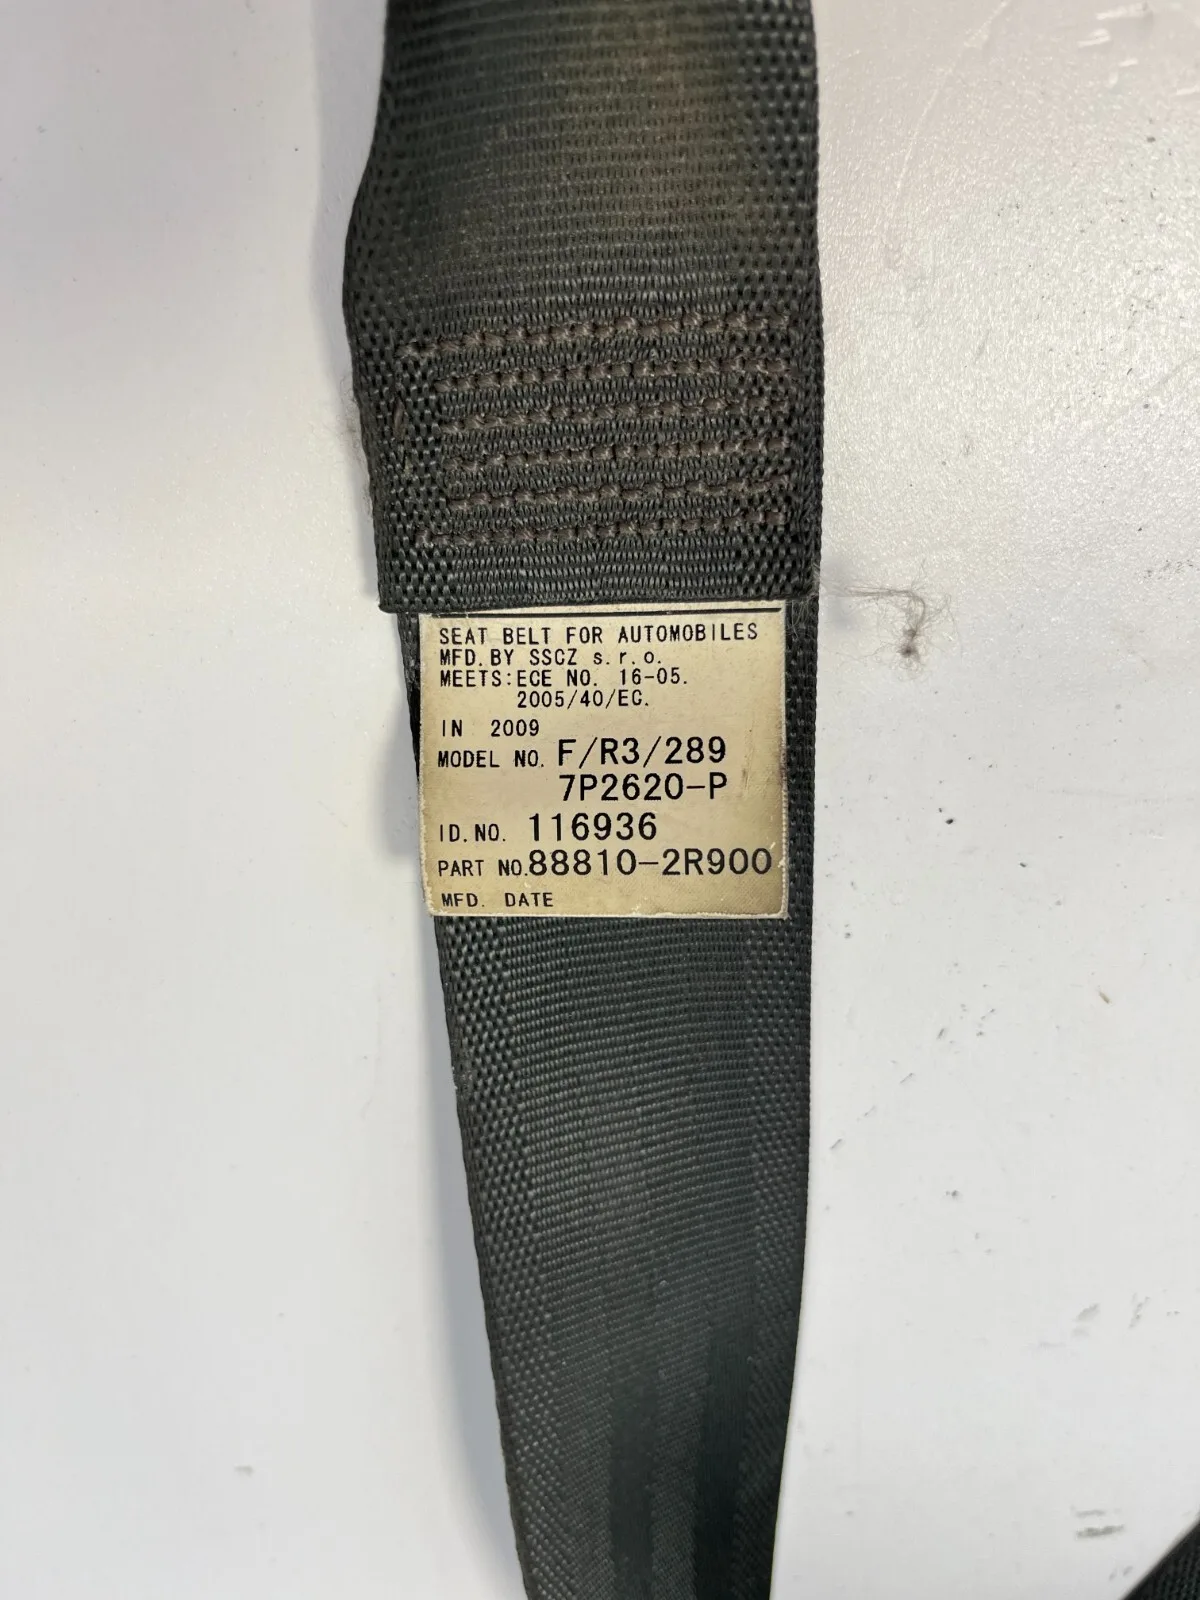 SEAT BELT FOR AUTOMOBILES
MFD. BY SSCZ s. r. o.
MEETS:ECE NO. 16-05.
2005/40/EC.
IN 2009
MODEL NO. F/R3/289
7P2620-P
ID. NO. 116936
PART NO. 88810-2R900
MFD. DATE